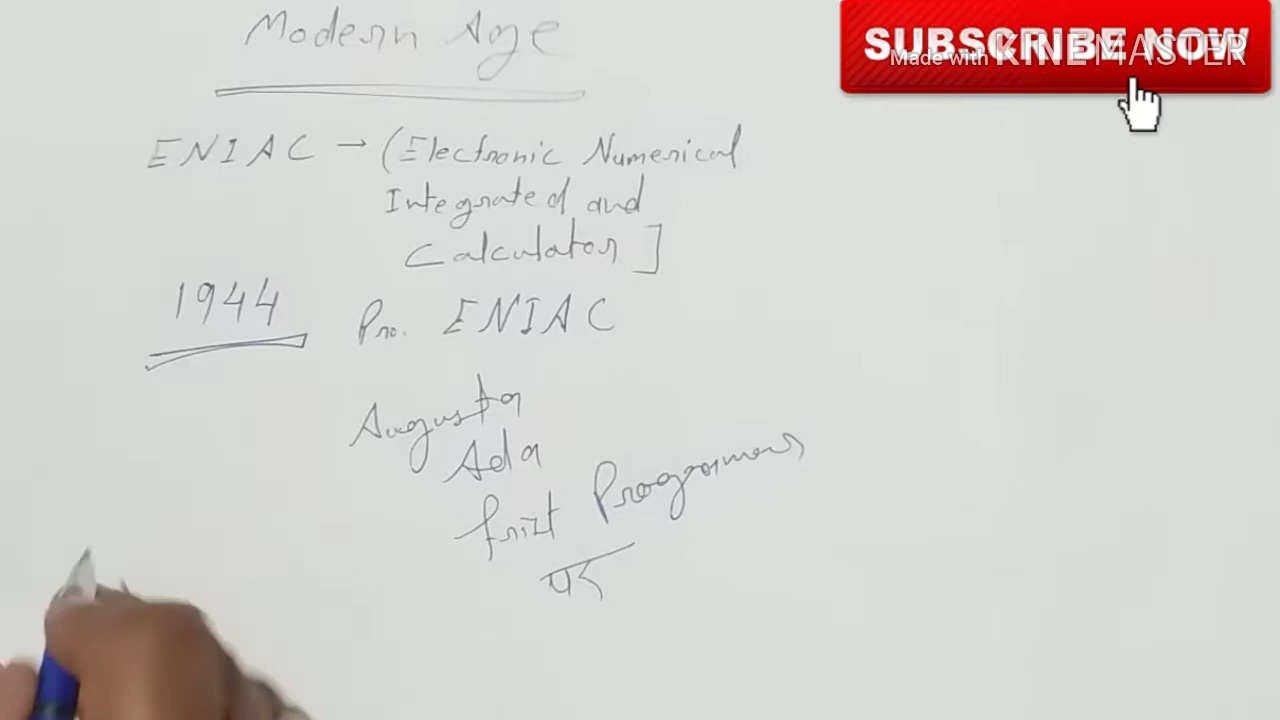 Modern Age
SUBSCRIBE NOW
Made with KINEMASTER
ENIAC → (Electronic Numerical
Integrated and
Calculator]
1944
Pro. ENIAC
Augusta
Ada
first Programmer
पर